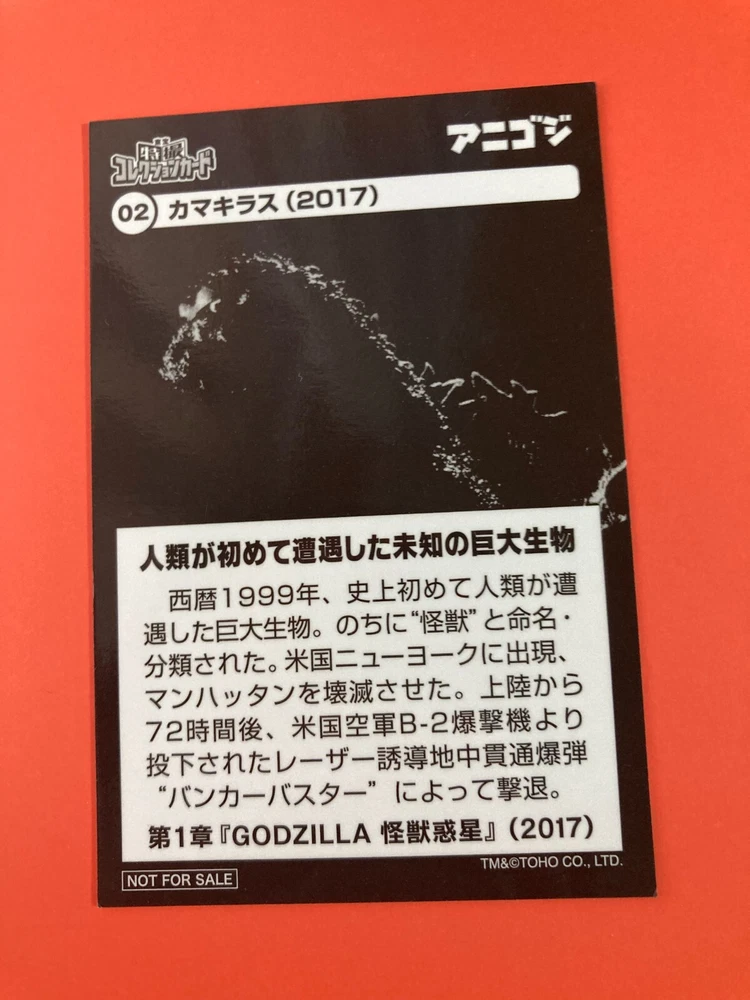 特撮
コレクションカード
アニゴジ
02 カマキラス(2017)
人類が初めて遭遇した未知の巨大生物
西暦1999年、史上初めて人類が遭
遇した巨大生物。のちに“怪獣”と命名・
分類された。米国ニューヨークに出現、
マンハッタンを壊滅させた。上陸から
72時間後、米国空軍B-2爆撃機より
投下されたレーザー誘導地中貫通爆弾
“バンカーバスター” によって撃退。
第1章『GODZILLA 怪獣惑星』(2017)
TM&©TOHO CO., LTD.
NOT FOR SALE